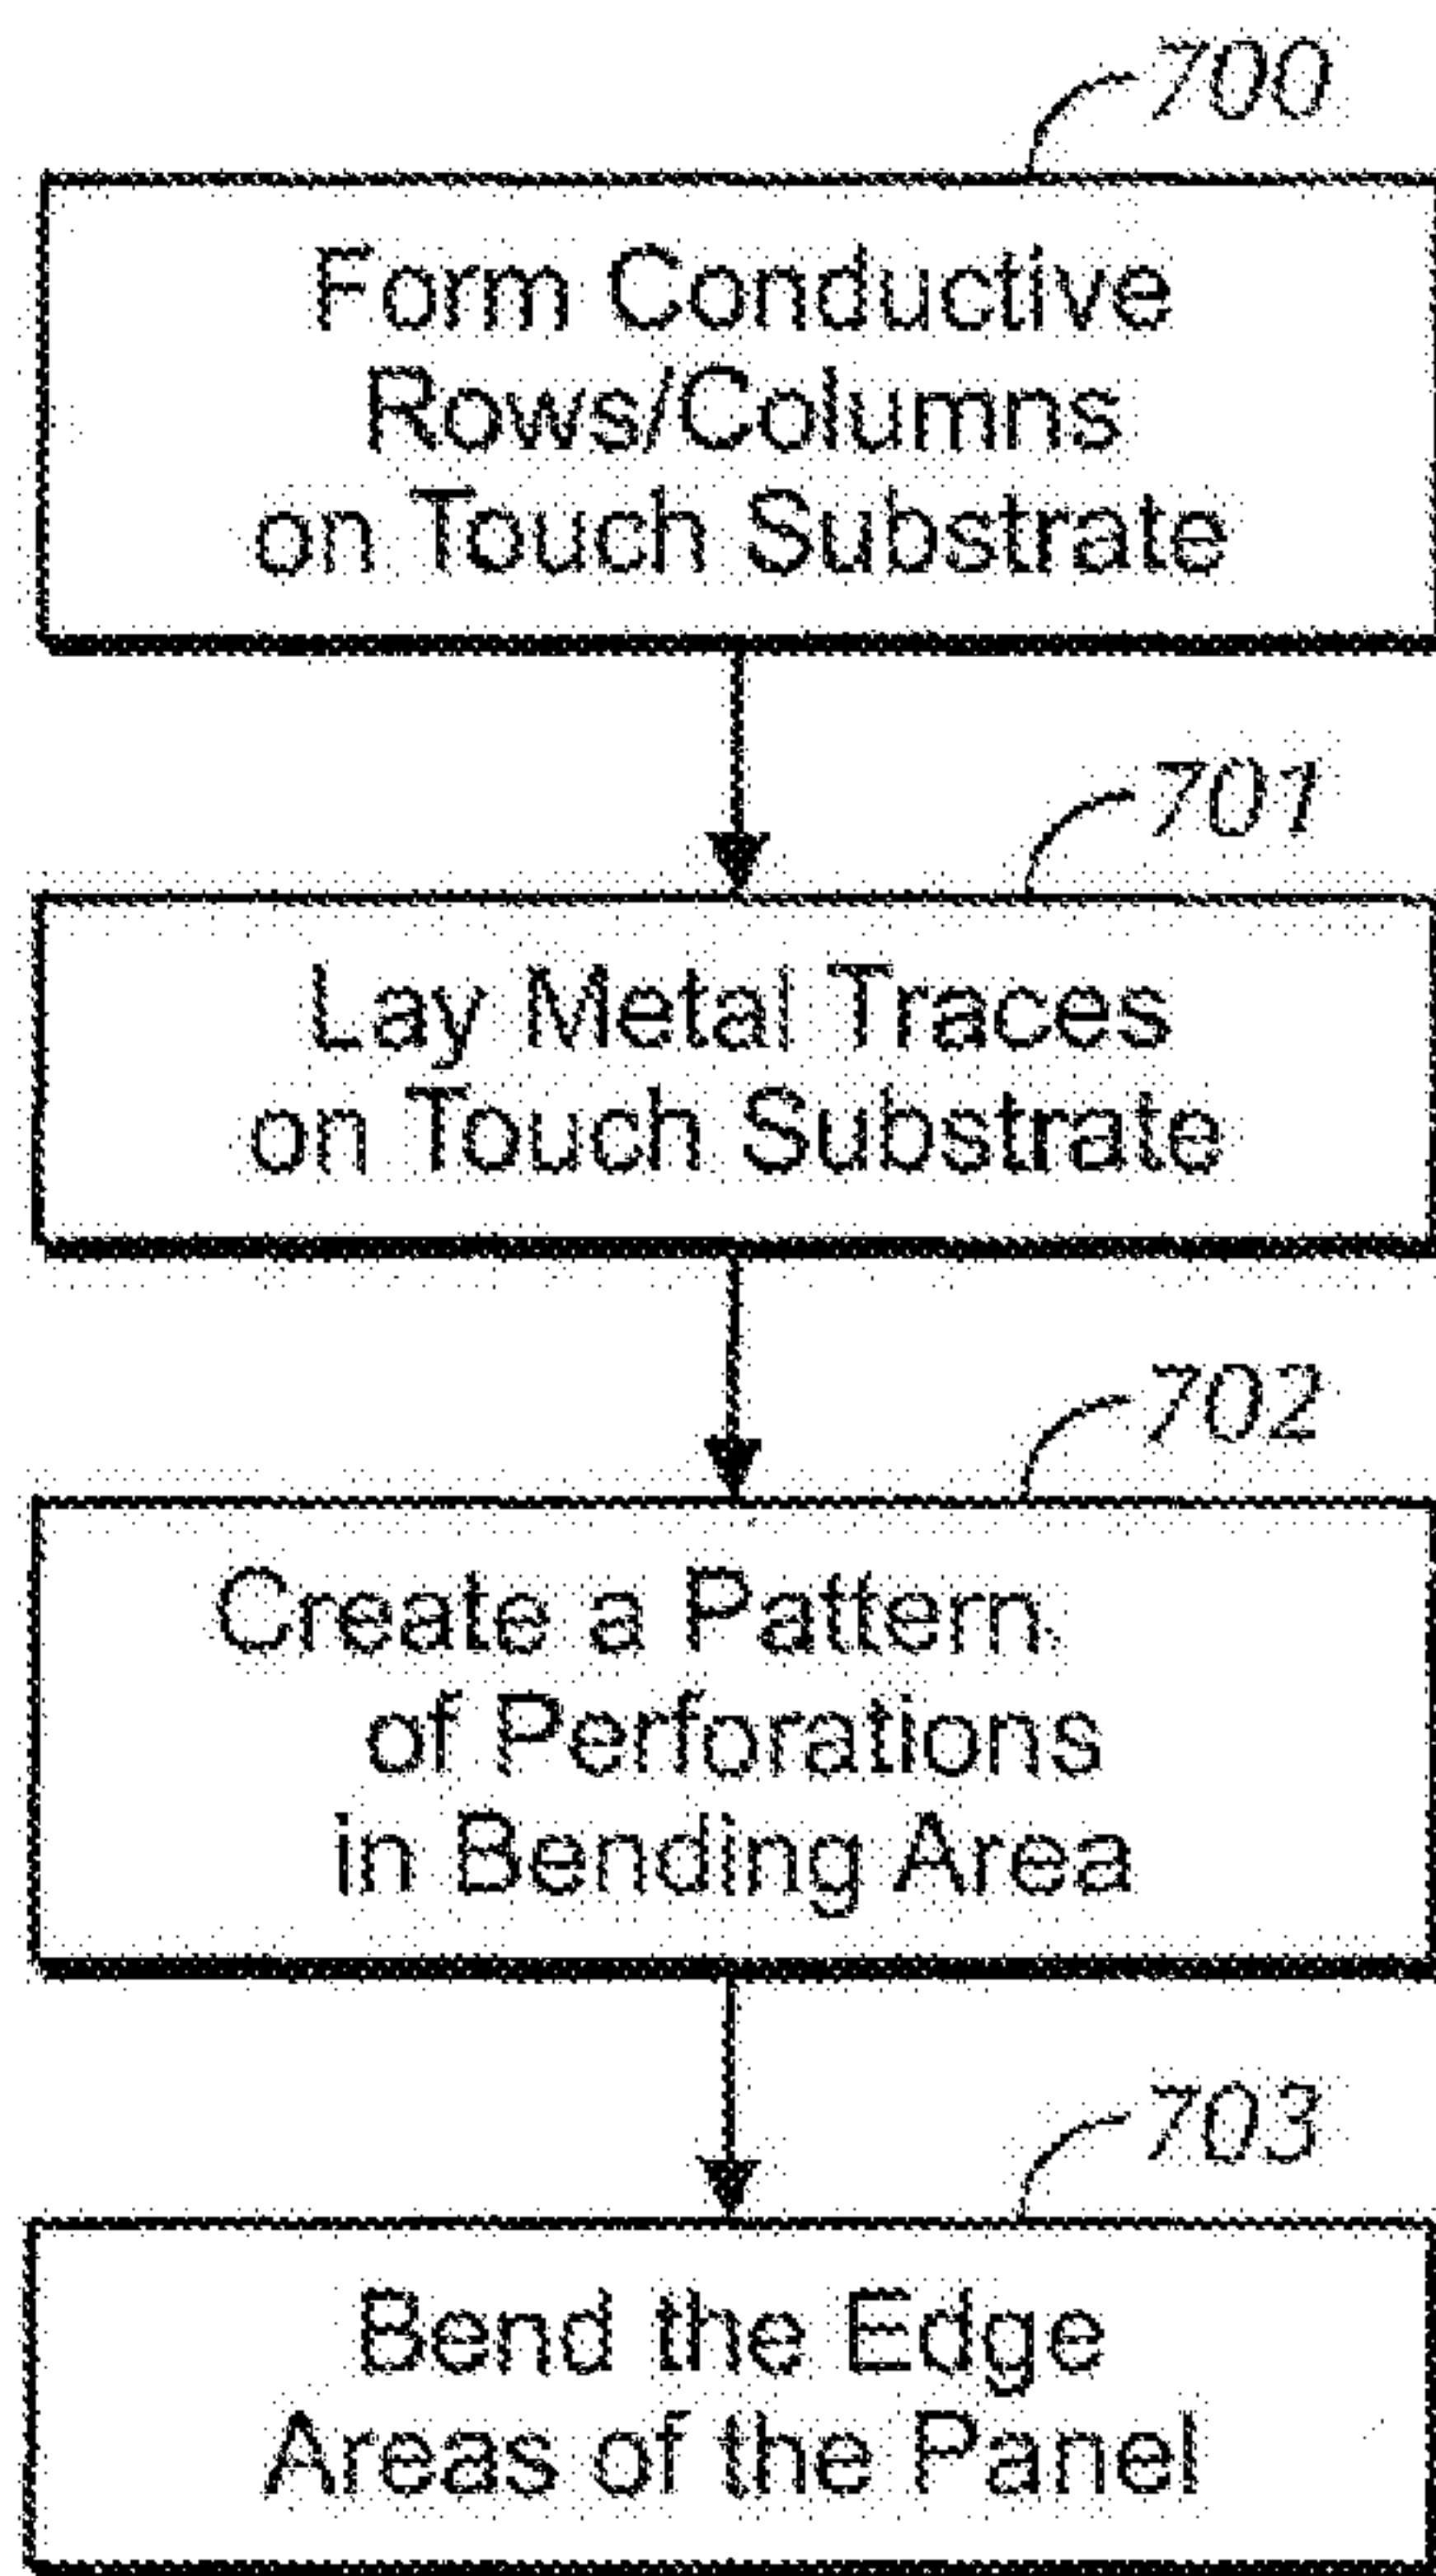 700
Form Conductive
Rows/Columns
on Touch Substrate
701
Lay Metal Traces
on Touch Substrate
702
Create a Pattern
of Perforations
in Bending Area
703
Bend the Edge
Areas of the Panel